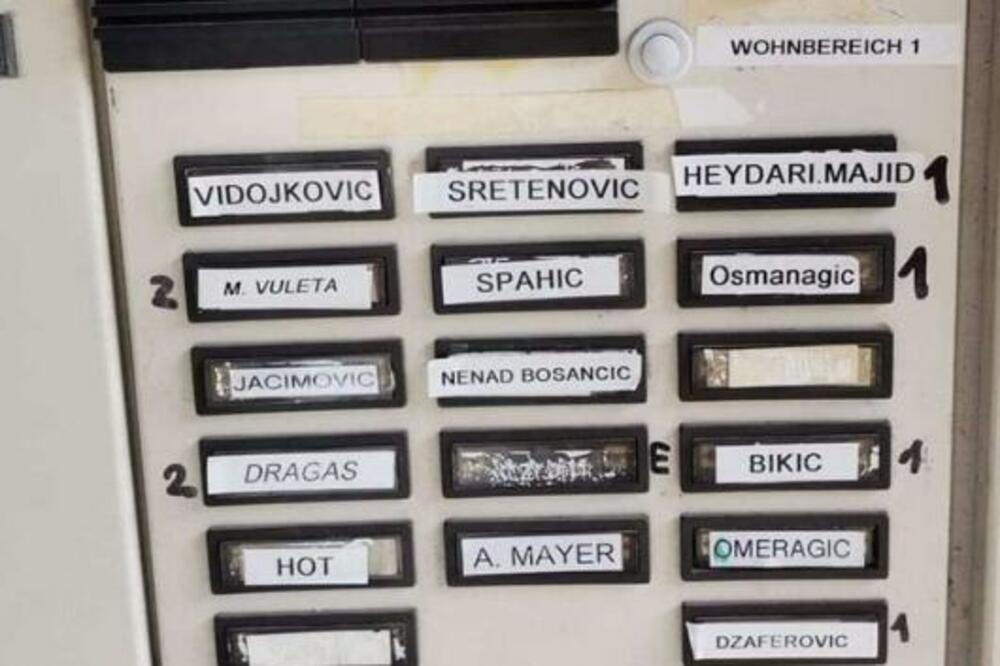 WOHNBEREICH 1
VIDOJKOVIC
SRETENOVIC
HEYDARI.MAJID 1
2 M. VULETA
SPAHIC
Osmanagic 1
JACIMOVIC
NENAD BOSANCIC
2 DRAGAS
E
BIKIC 1
HOT
A. MAYER
OMERAGIC
DZAFEROVIC 1